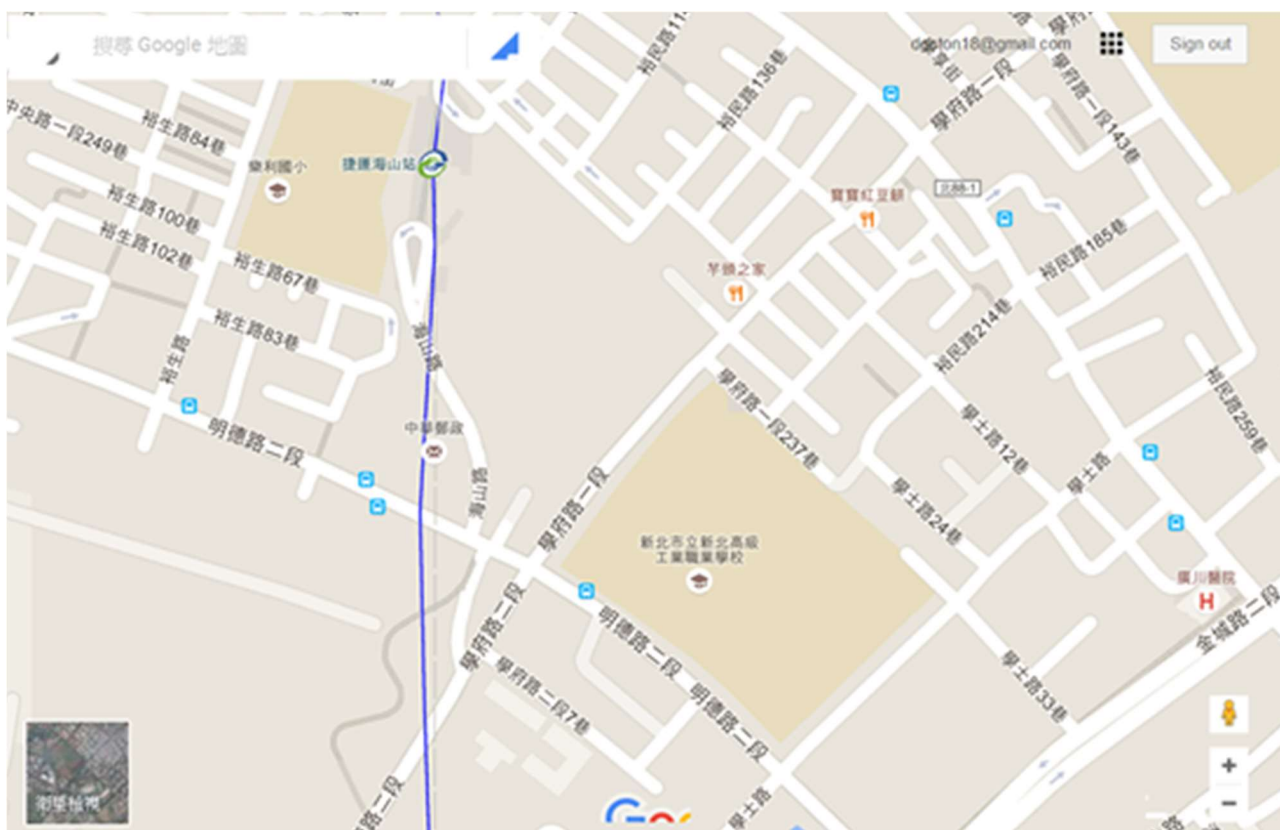 搜尋 Google 地圖
dgston18@gmail.com
Sign out
裕民路136巷
學府路一段
學府路一段143巷
裕生路84巷
中央路一段249巷
樂利國小
捷運海山站
裕生路100巷
裕生路102巷
裕生路67巷
北88-1
寶寶紅豆餅
裕民路185巷
芋頭之家
裕生路83巷
裕生路
海山路
裕民路214巷
裕民路259巷
學府路一段237巷
明德路二段
中華郵政
海山路
學府路一段
學士路12巷
學士路
學士路24巷
新北市立新北高級
工業職業學校
廣川醫院
金城路二段
學府路二段
明德路二段
學府路二段7巷
明德路二段
學士路33巷
學士路
路二段
衛星檢視